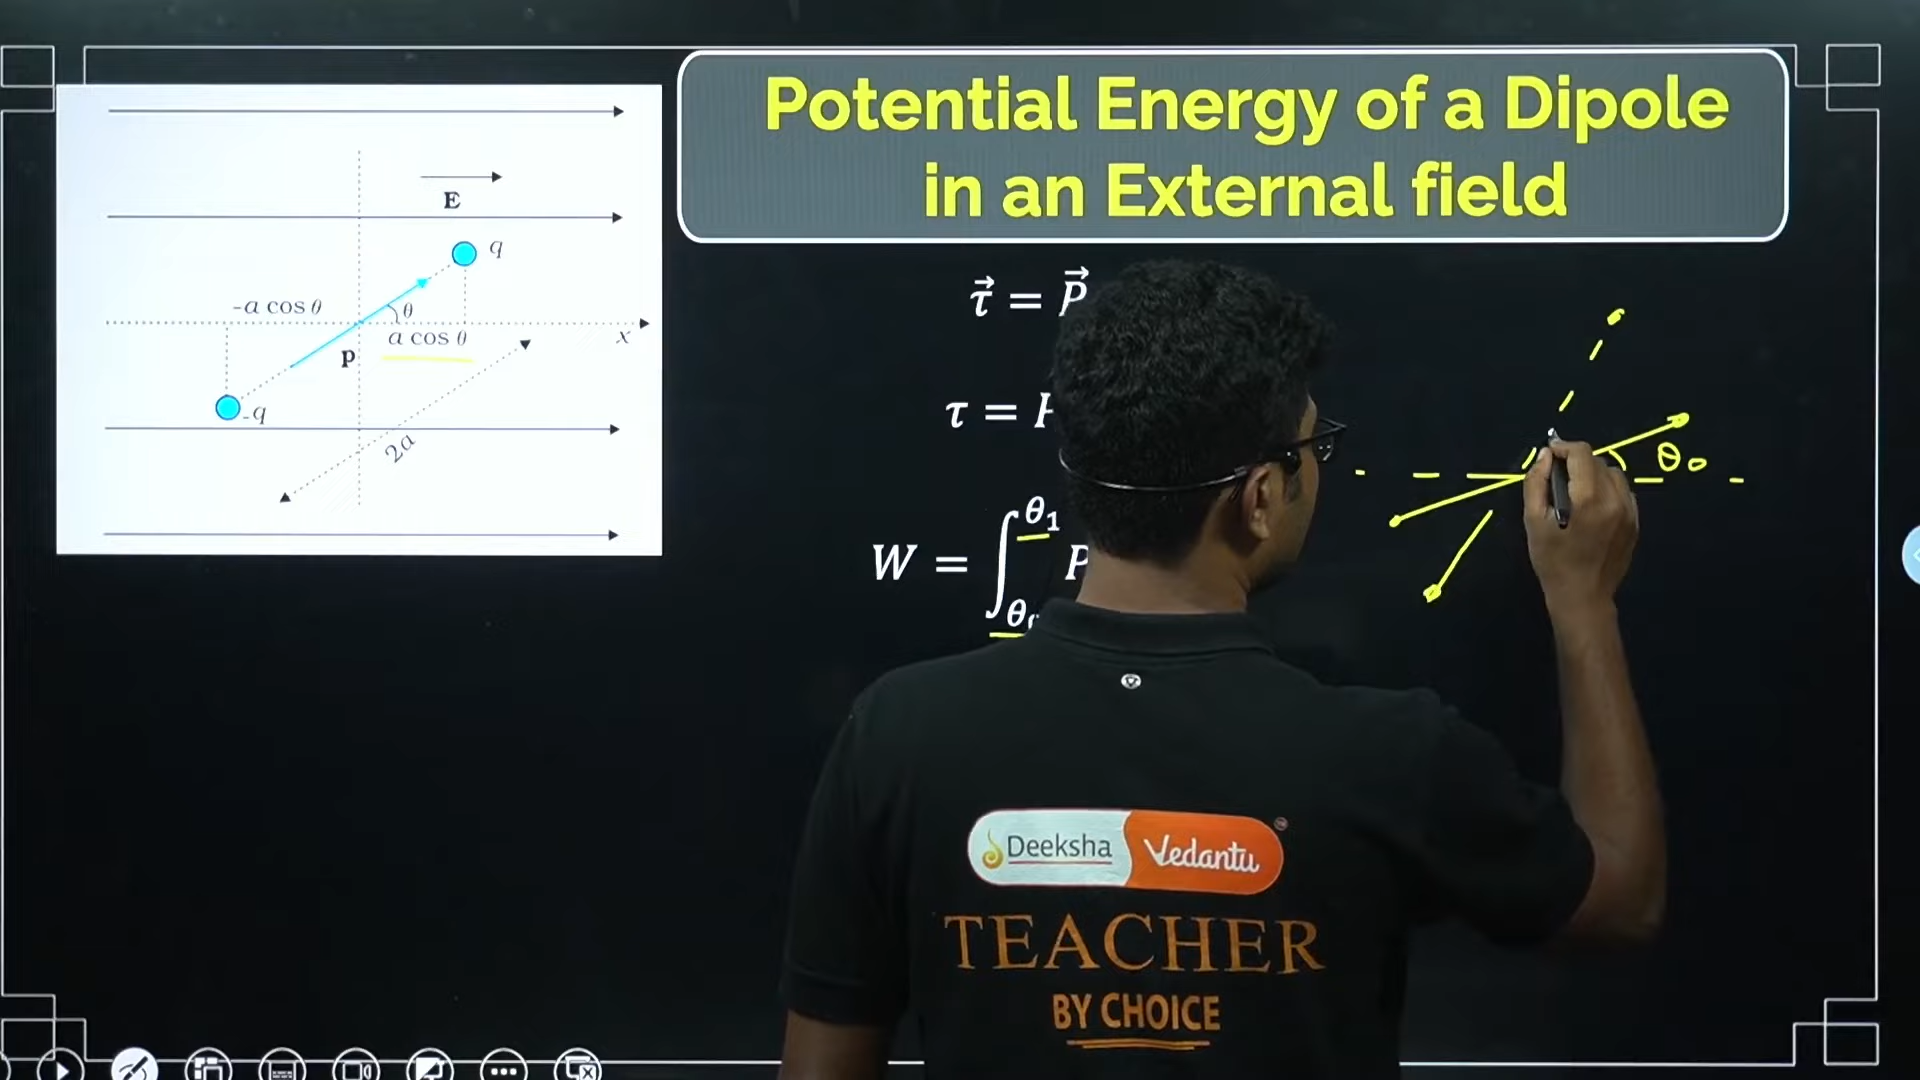 Potential Energy of a Dipole
in an External field
E
q
-a cos θ
θ
a cos θ
x
p
-q
2a
τ⃗ = P⃗
τ =
W = ∫ θ₁ P
θ₀
Deeksha Vedantu
TEACHER
BY CHOICE